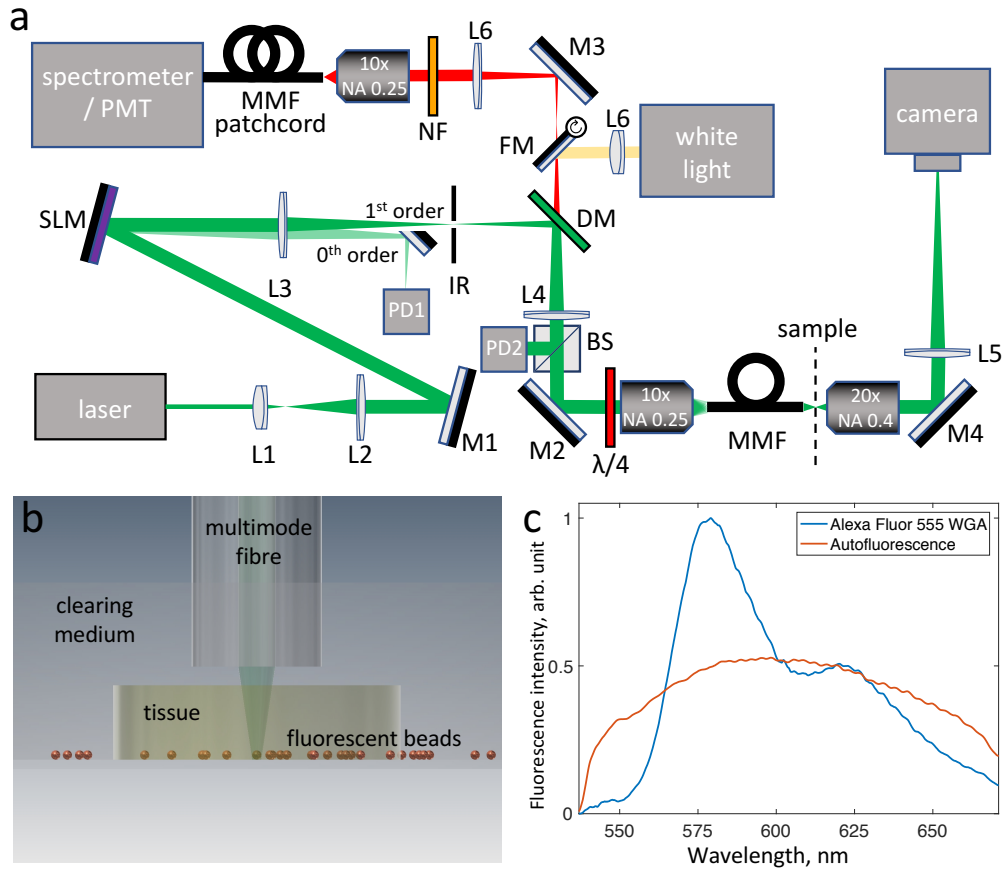 a
spectrometer
/ PMT
MMF
patchcord
10x
NA 0.25
NF
L6
M3
FM
L6
white
light
camera
SLM
1st order
0th order
L3
IR
DM
PD1
L4
PD2
BS
sample
L5
laser
L1
L2
M1
M2
λ/4
10x
NA 0.25
MMF
20x
NA 0.4
M4
b
multimode
fibre
clearing
medium
tissue
fluorescent beads
c
Fluorescence intensity, arb. unit
1
0.5
0
Alexa Fluor 555 WGA
Autofluorescence
550 575 600 625 650
Wavelength, nm